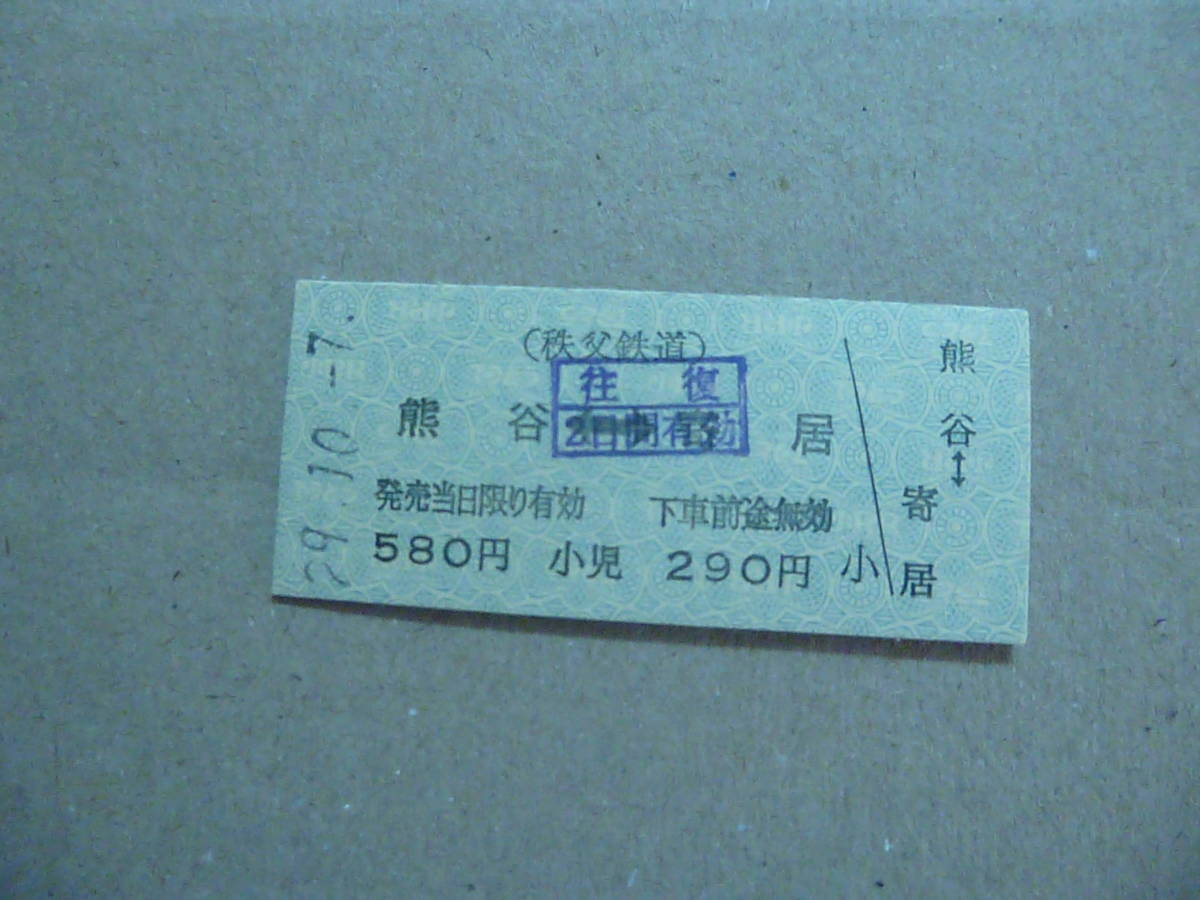 29.10.-7.
(秩父鉄道)
往復
2日間有効
熊谷 居
発売当日限り有効 下車前途無効
580円 小児 290円 小
熊谷↔寄居